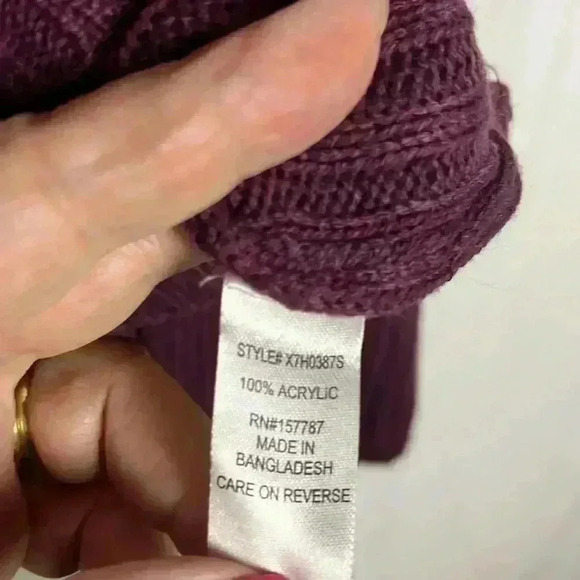 STYLE# X7H0387S
100% ACRYLIC
RN#157787
MADE IN
BANGLADESH
CARE ON REVERSE